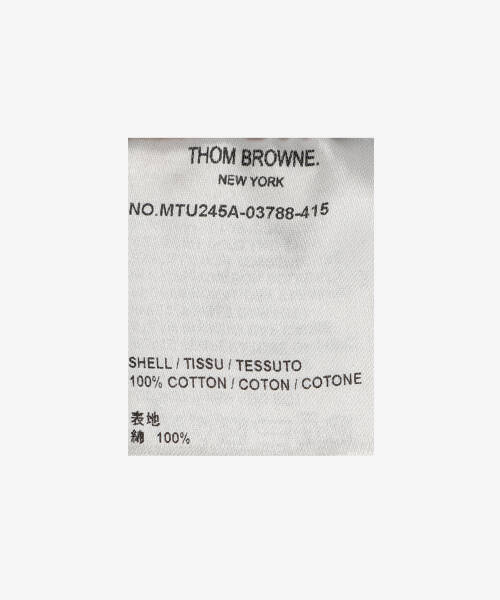 THOM BROWNE.
NEW YORK
NO.MTU245A-03788-415
SHELL / TISSU / TESSUTO
100% COTTON / COTON / COTONE
表地
綿 100%